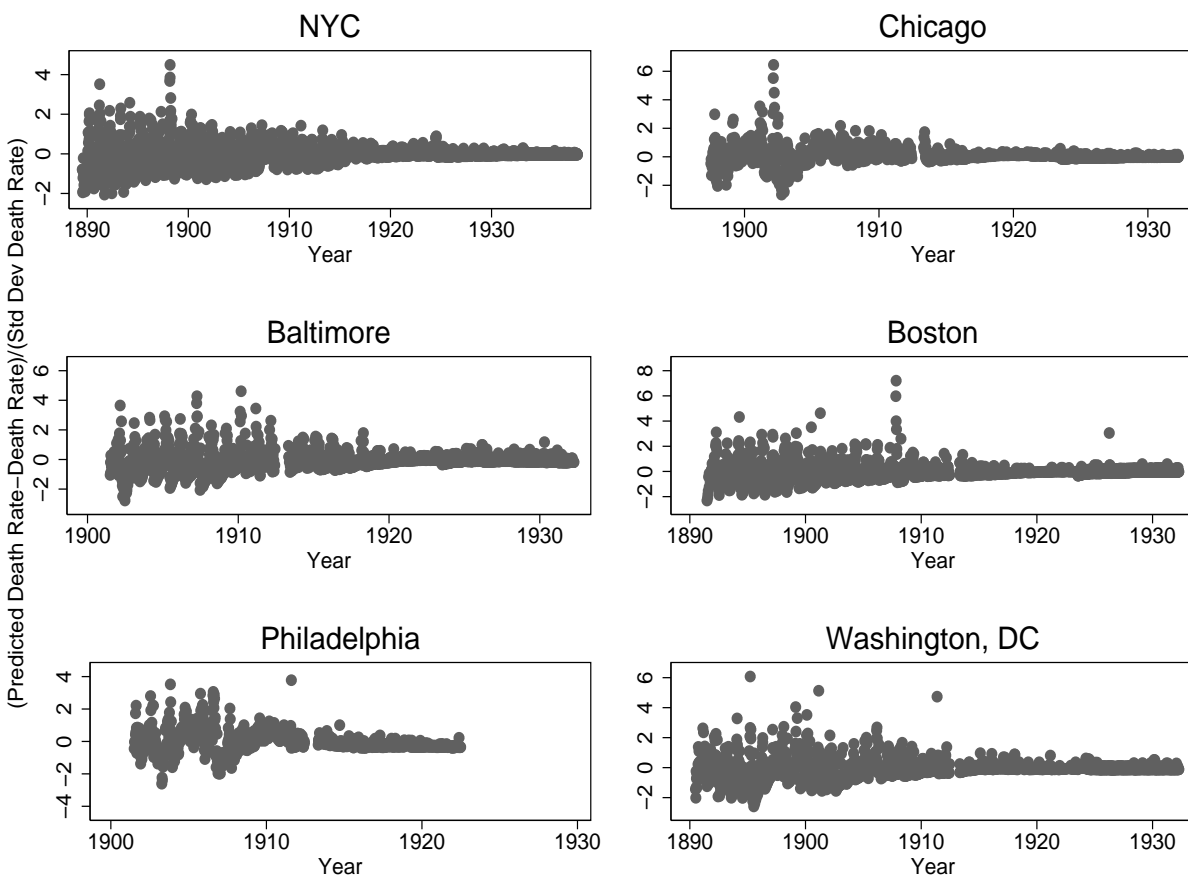 (Predicted Death Rate−Death Rate)/(Std Dev Death Rate)
NYC
−2 0 2 4
1890 1900 1910 1920 1930
Year
Chicago
−2 0 2 4 6
1900 1910 1920 1930
Year
Baltimore
−2 0 2 4 6
1900 1910 1920 1930
Year
Boston
−2 0 2 4 6 8
1890 1900 1910 1920 1930
Year
Philadelphia
−4 −2 0 2 4
1900 1910 1920 1930
Year
Washington, DC
−2 0 2 4 6
1890 1900 1910 1920 1930
Year